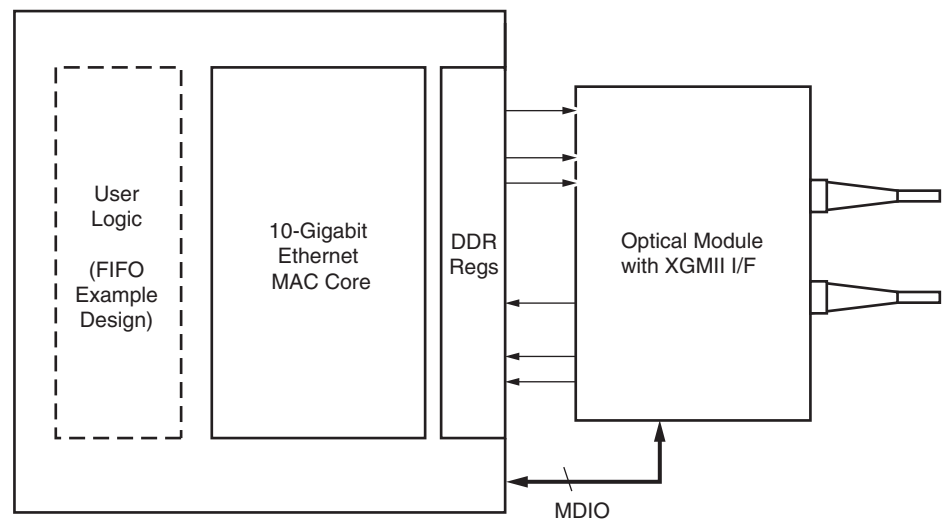 User
Logic
(FIFO
Example
Design)
10-Gigabit
Ethernet
MAC Core
DDR
Regs
Optical Module
with XGMII I/F
MDIO